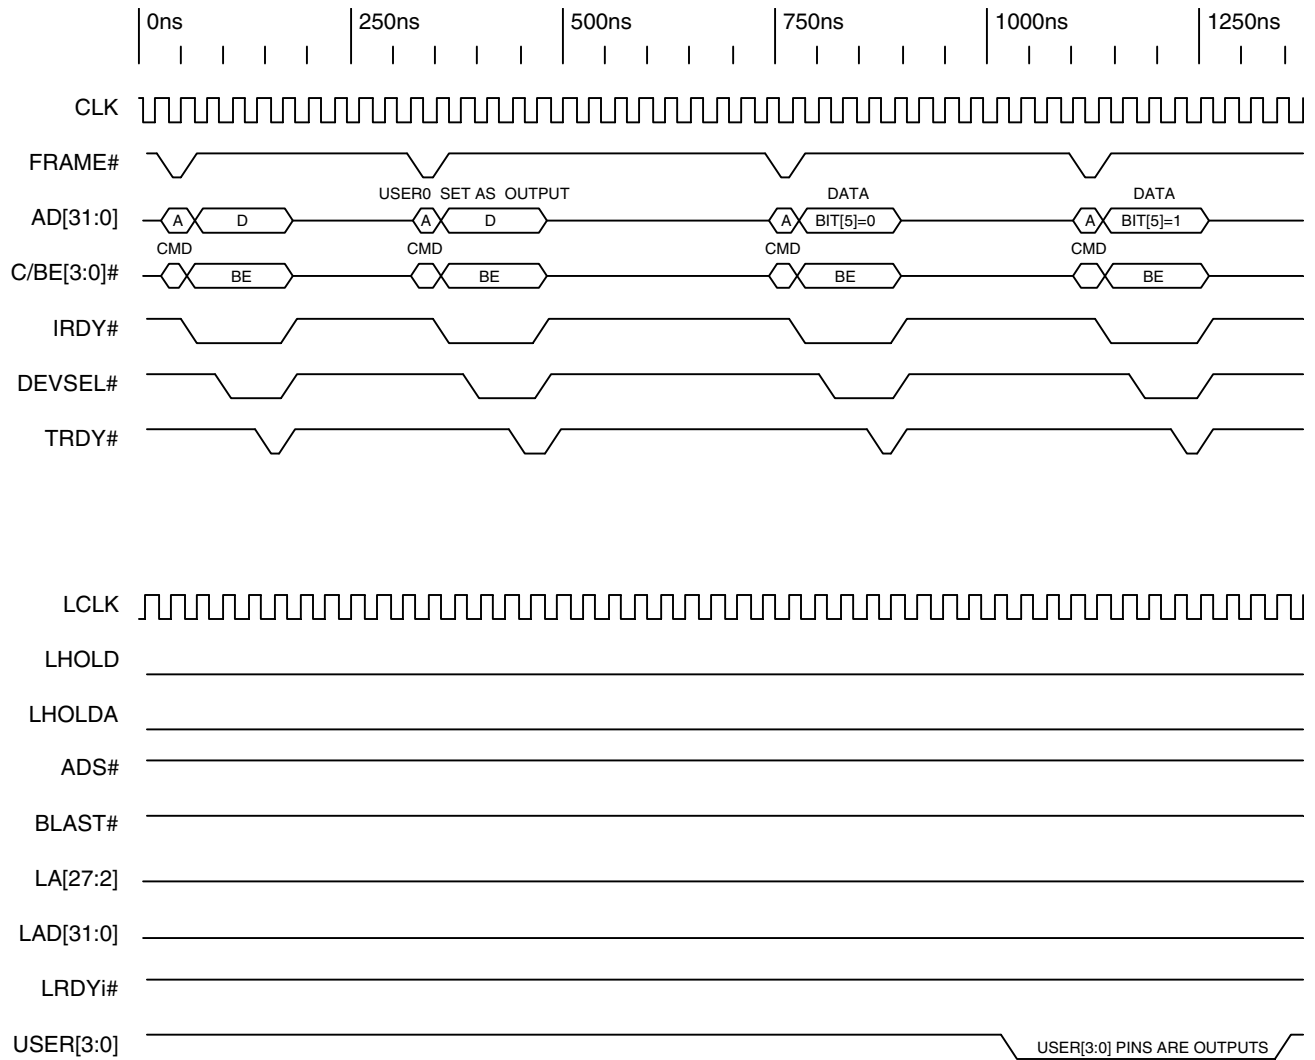 0ns 250ns 500ns 750ns 1000ns 1250ns
CLK
FRAME#
USER0 SET AS OUTPUT DATA DATA
AD[31:0] A D A D A BIT[5]=0 A BIT[5]=1
CMD CMD CMD CMD
C/BE[3:0]# BE BE BE BE
IRDY#
DEVSEL#
TRDY#
LCLK
LHOLD
LHOLDA
ADS#
BLAST#
LA[27:2]
LAD[31:0]
LRDYi#
USER[3:0] USER[3:0] PINS ARE OUTPUTS